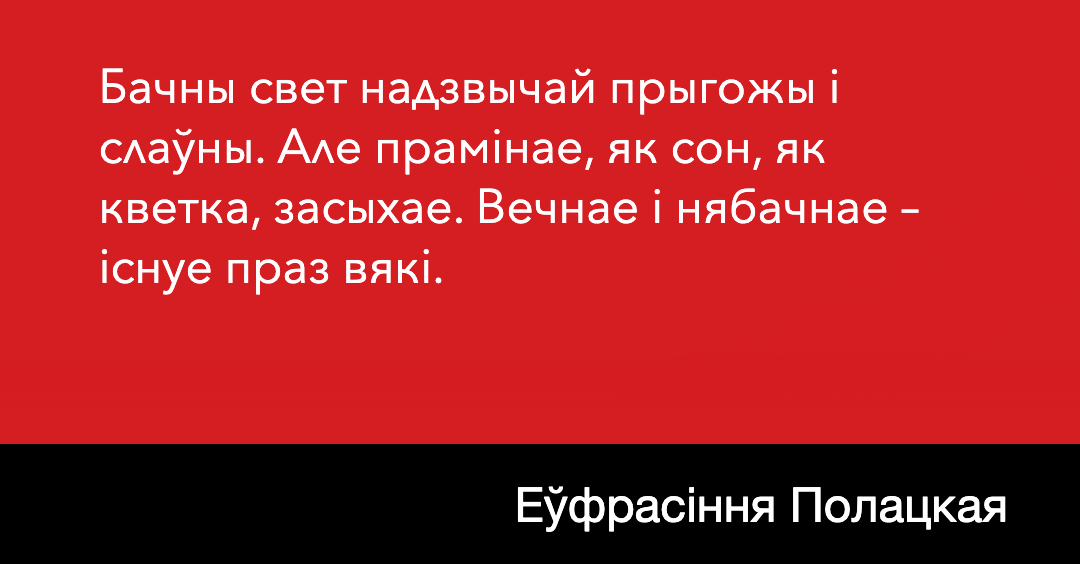 Бачны свет надзвычай прыгожы і
слаўны. Але прамінае, як сон, як
кветка, засыхае. Вечнае і нябачнае –
існуе праз вякі.
Еўфрасіння Полацкая